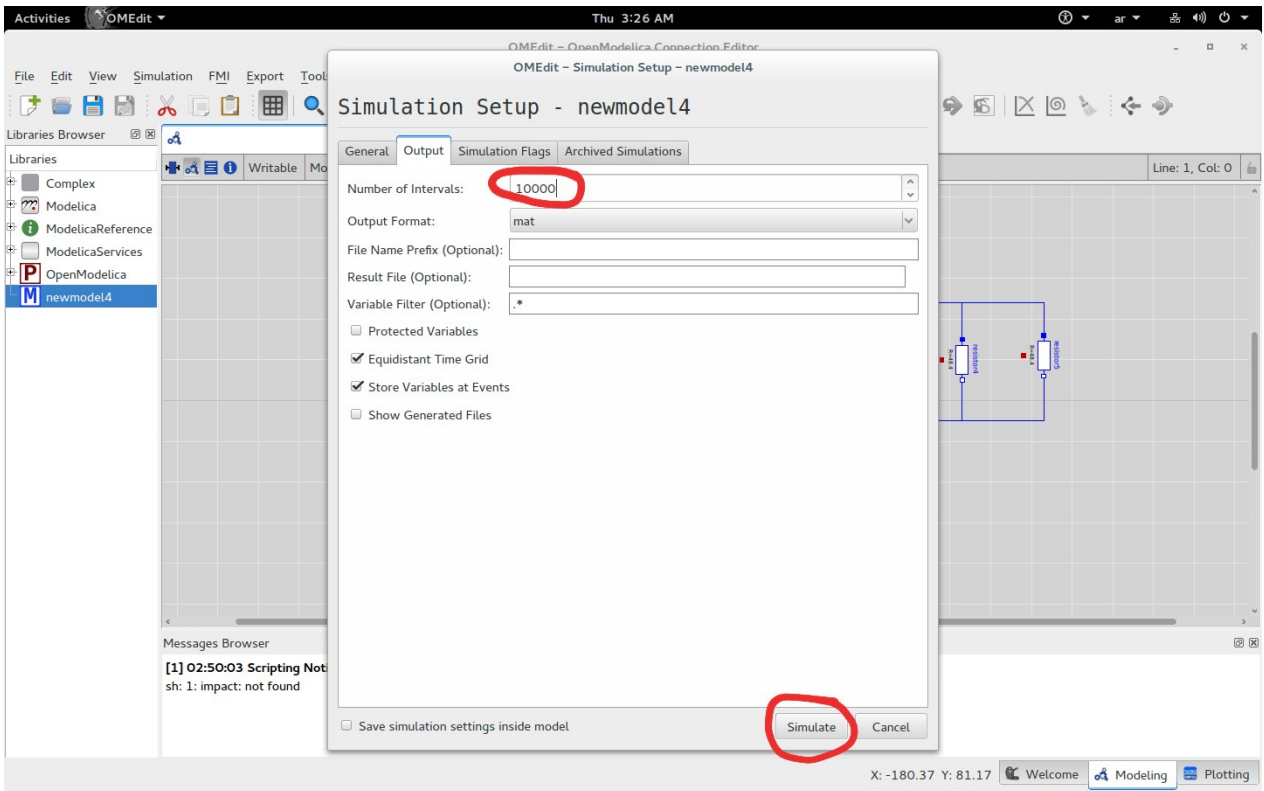 Activities OMEdit Thu 3:26 AM ar
OMEdit – OpenModelica Connection Editor
OMEdit – Simulation Setup – newmodel4
File Edit View Simulation FMI Export Tool
Simulation Setup - newmodel4
Libraries Browser
General Output Simulation Flags Archived Simulations
Libraries
Writable Mo
Line: 1, Col: 0
Complex
Modelica
ModelicaReference
ModelicaServices
P OpenModelica
M newmodel4
Number of Intervals: 10000
Output Format: mat
File Name Prefix (Optional):
Result File (Optional):
Variable Filter (Optional): .*
Protected Variables
Equidistant Time Grid
Store Variables at Events
Show Generated Files
resistor4
R=48.4
resistor5
R=48.4
Messages Browser
[1] 02:50:03 Scripting Noti
sh: 1: impact: not found
Save simulation settings inside model
Simulate Cancel
X: -180.37 Y: 81.17 Welcome Modeling Plotting